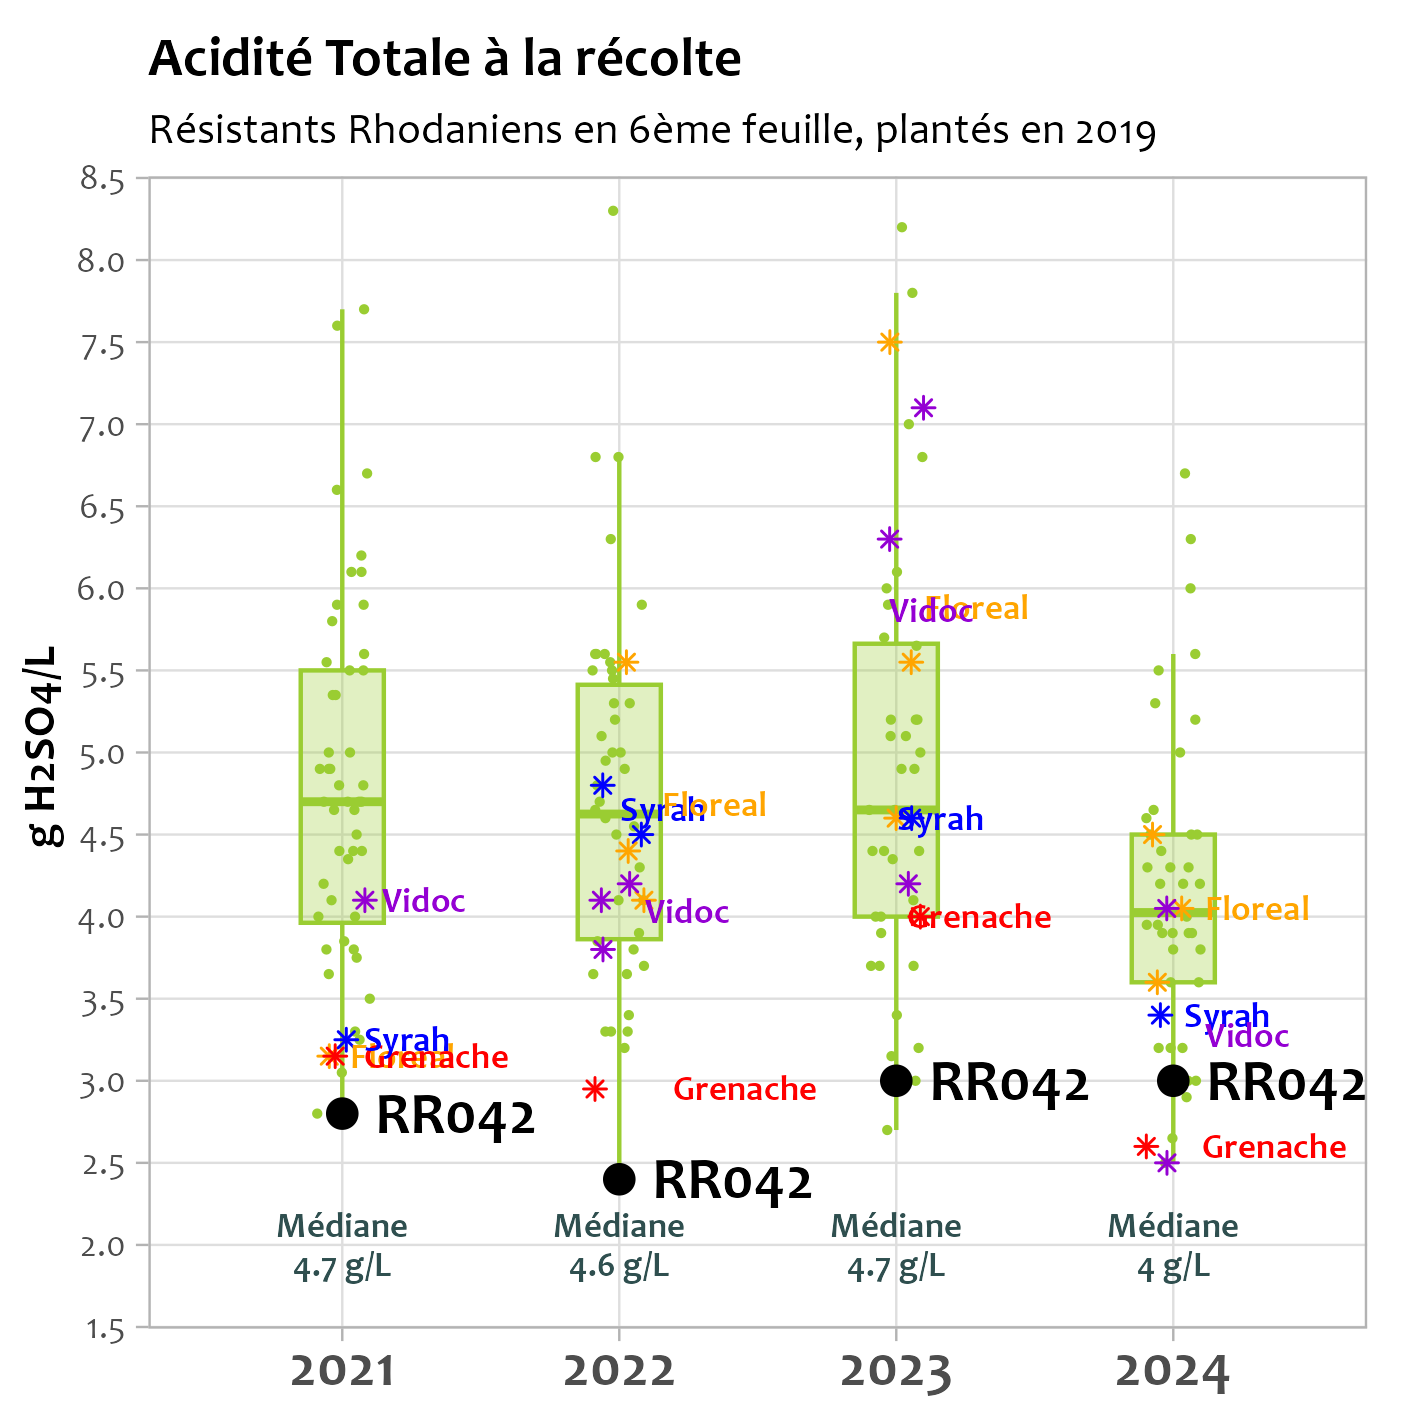 Acidité Totale à la récolte
Résistants Rhodaniens en 6ème feuille, plantés en 2019
g H2SO4/L
8.5
8.0
7.5
7.0
6.5
6.0
5.5
5.0
4.5
4.0
3.5
3.0
2.5
2.0
1.5
Vidoc
Syrah
Floreal
Grenache
RR042
Médiane
4.7 g/L
Syrah
Floreal
Vidoc
Grenache
RR042
Médiane
4.6 g/L
Vidoc
Floreal
Syrah
Grenache
RR042
Médiane
4.7 g/L
Floreal
Syrah
Vidoc
RR042
Grenache
Médiane
4 g/L
2021
2022
2023
2024